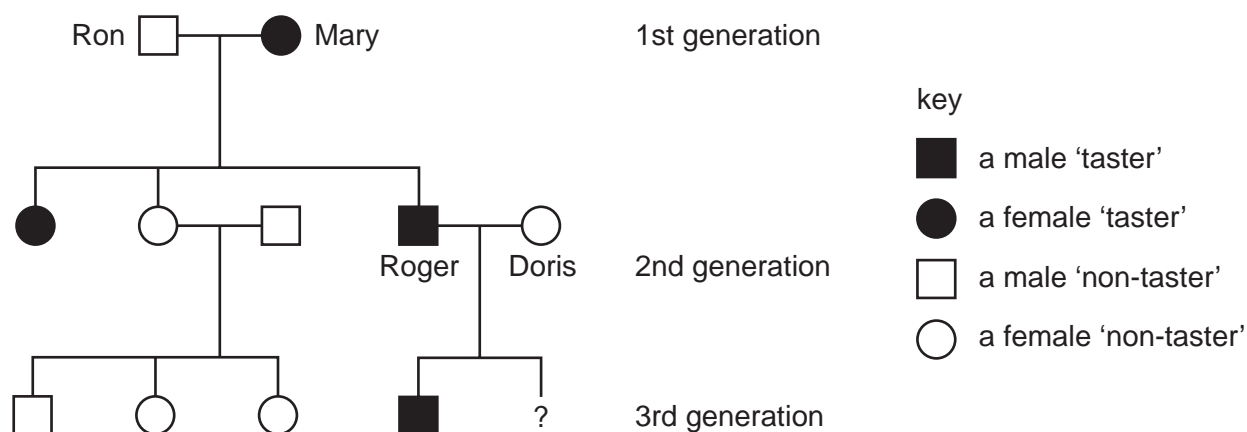 Ron
Mary
1st generation
key
a male ‘taster’
a female ‘taster’
Roger
Doris
2nd generation
a male ‘non-taster’
a female ‘non-taster’
?
3rd generation